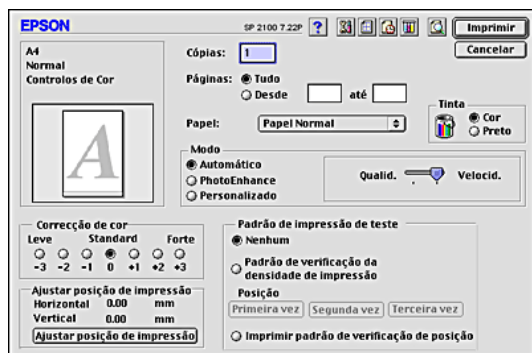 EPSON
SP 2100 7.22P
?
Imprimir
Cancelar
A4
Normal
Controlos de Cor
A
Cópias: 1
Páginas: Tudo
Desde até
Papel: Papel Normal
Tinta
Cor
Preto
Modo
Automático
PhotoEnhance
Personalizado
Qualid. Velocid.
Correcção de cor
Leve Standard Forte
-3 -2 -1 0 +1 +2 +3
Ajustar posição de impressão
Horizontal 0.00 mm
Vertical 0.00 mm
Ajustar posição de impressão
Padrão de impressão de teste
Nenhum
Padrão de verificação da
densidade de impressão
Posição
Primeira vez Segunda vez Terceira vez
Imprimir padrão de verificação de posição